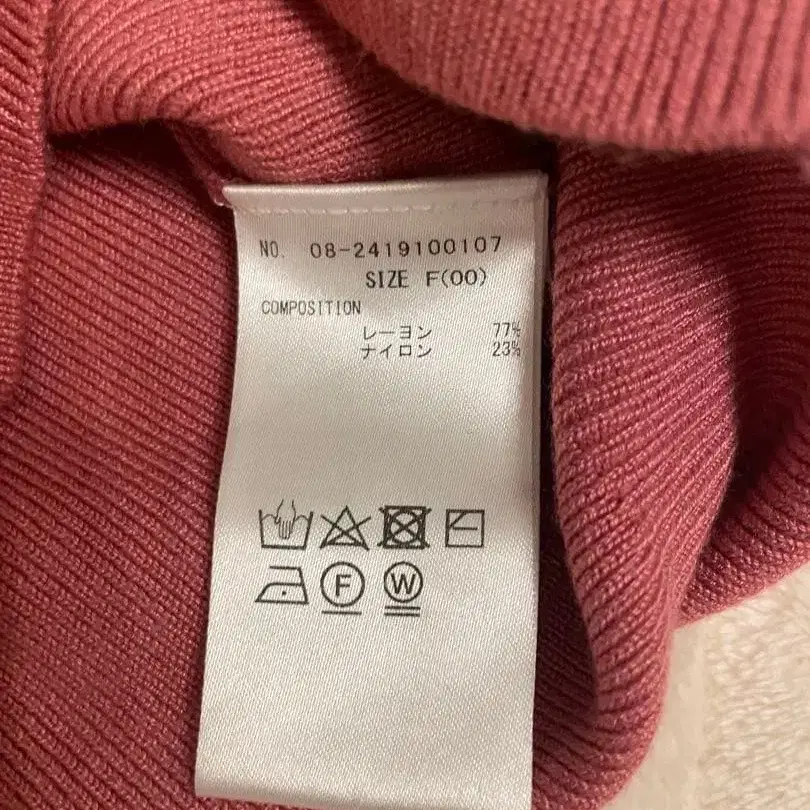 NO. 08-2419100107
SIZE F(00)
COMPOSITION
レーヨン 77%
ナイロン 23%
F W